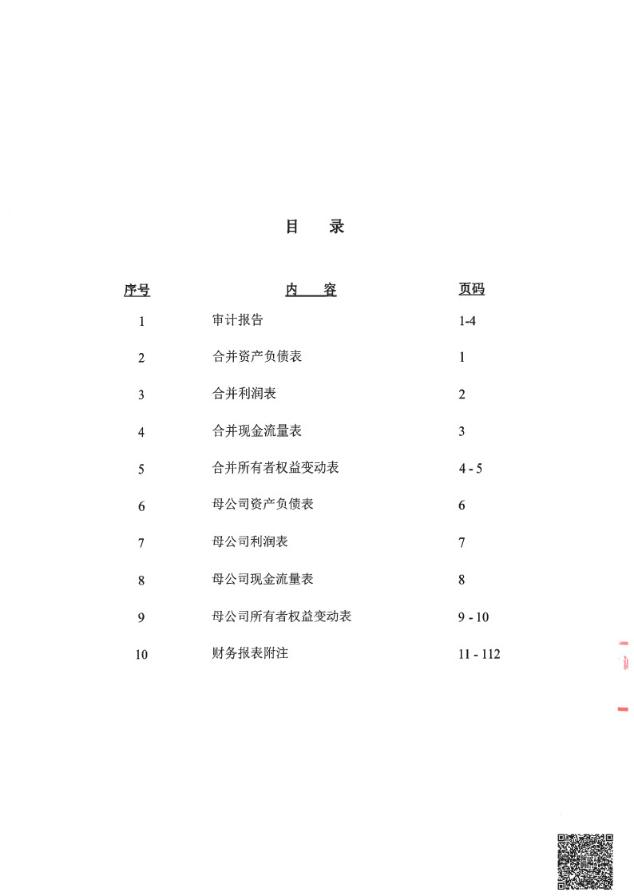 目 录
序号 内 容 页码
1 审计报告 1-4
2 合并资产负债表 1
3 合并利润表 2
4 合并现金流量表 3
5 合并所有者权益变动表 4 - 5
6 母公司资产负债表 6
7 母公司利润表 7
8 母公司现金流量表 8
9 母公司所有者权益变动表 9 - 10
10 财务报表附注 11 - 112